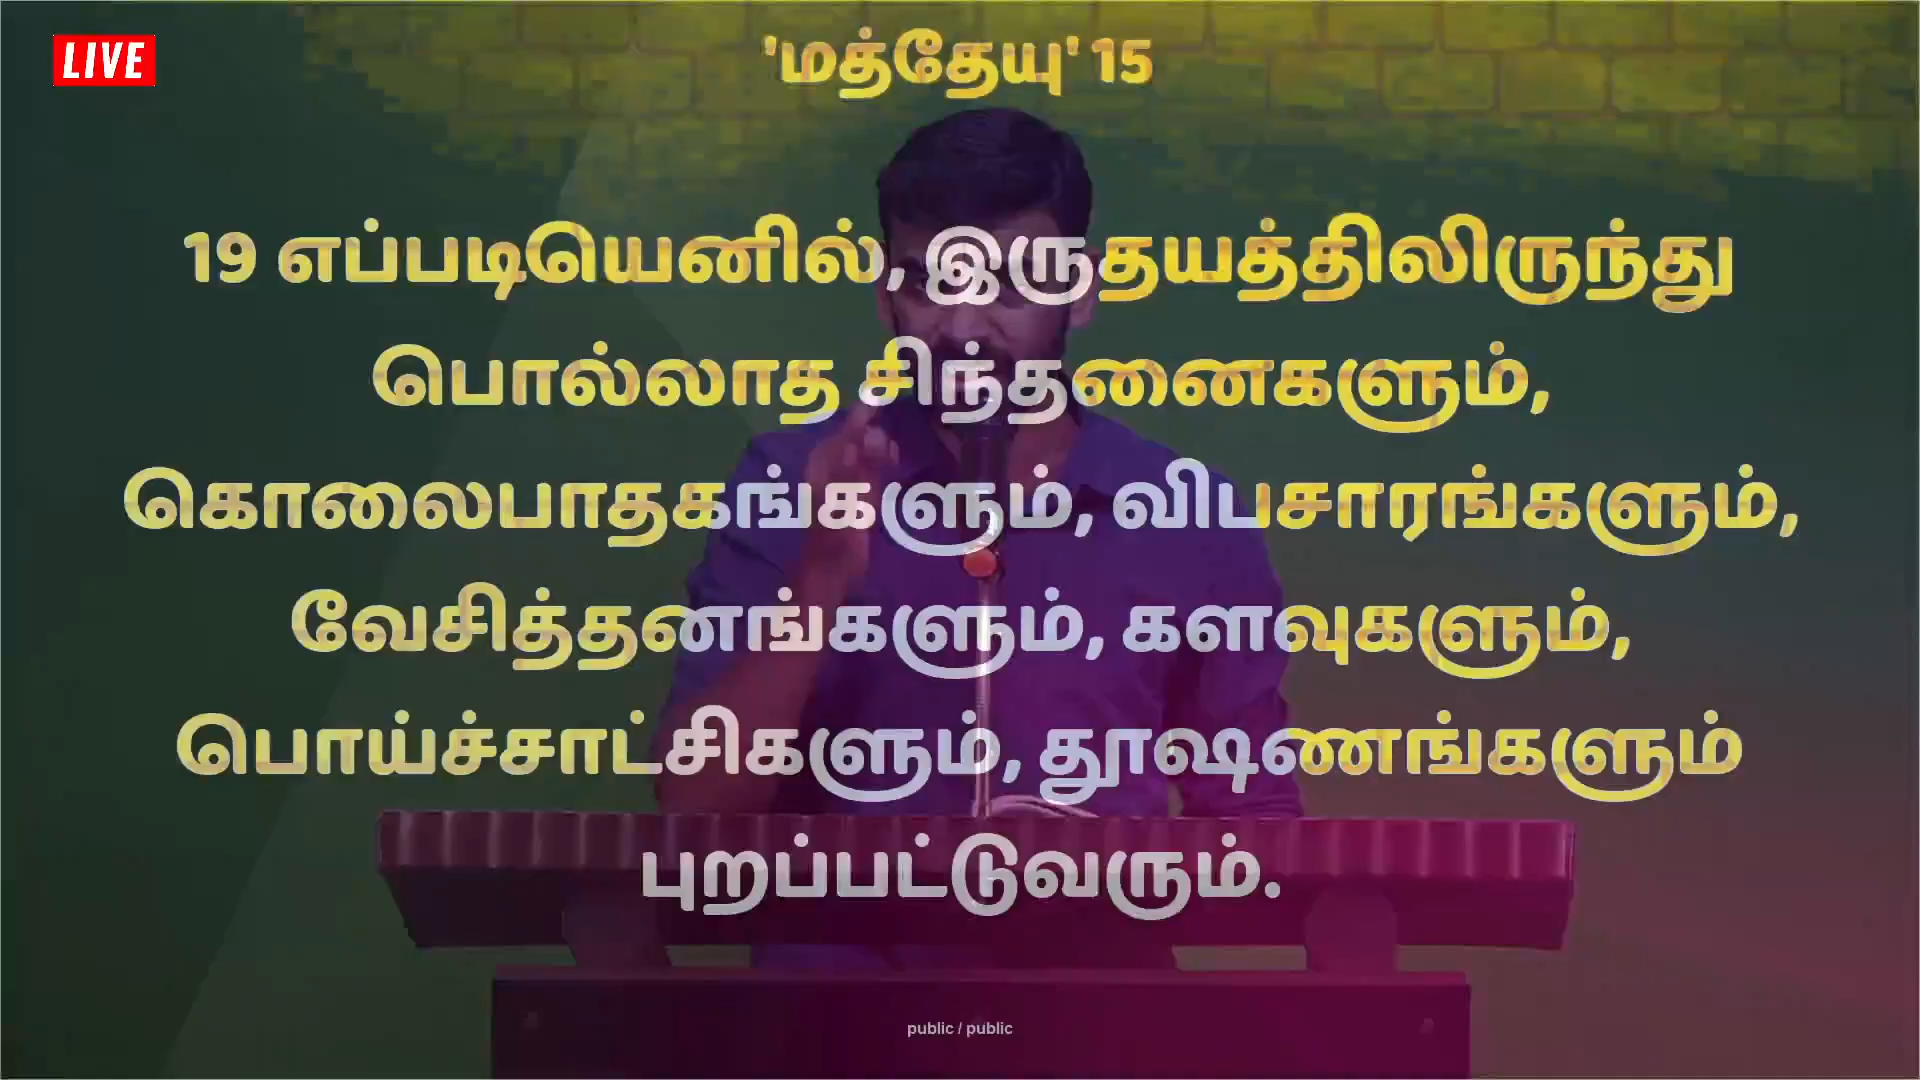 LIVE
'மத்தேயு' 15
19 எப்படியெனில், இருதயத்திலிருந்து
பொல்லாத சிந்தனைகளும்,
கொலைபாதகங்களும், விபசாரங்களும்,
வேசித்தனங்களும், களவுகளும்,
பொய்ச்சாட்சிகளும், தூஷணங்களும்
புறப்பட்டுவரும்.
public / public